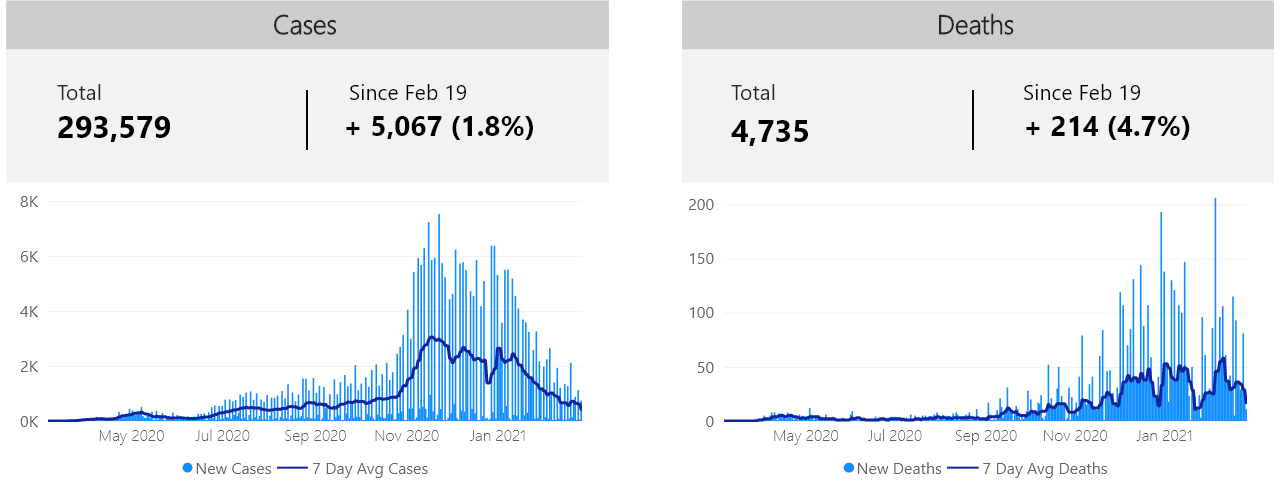 Cases
Total
293,579
Since Feb 19
+ 5,067 (1.8%)
8K
6K
4K
2K
0K
May 2020 Jul 2020 Sep 2020 Nov 2020 Jan 2021
New Cases 7 Day Avg Cases
Deaths
Total
4,735
Since Feb 19
+ 214 (4.7%)
200
150
100
50
0
May 2020 Jul 2020 Sep 2020 Nov 2020 Jan 2021
New Deaths 7 Day Avg Deaths